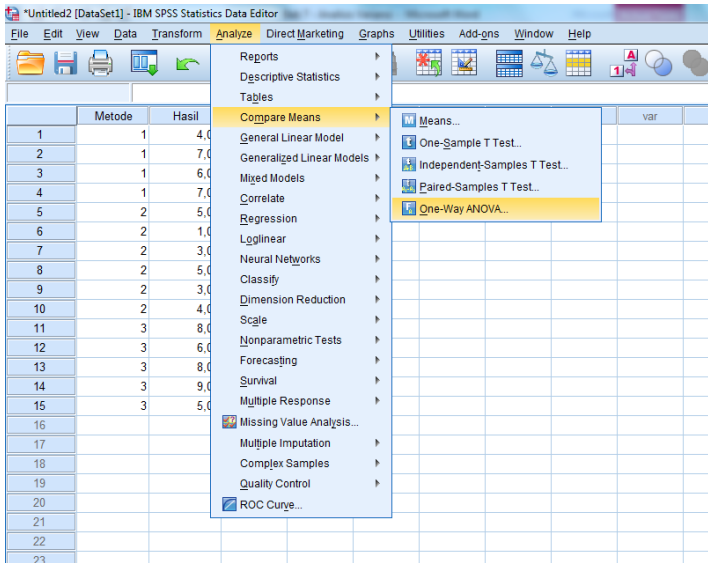 *Untitled2 [DataSet1] - IBM SPSS Statistics Data Editor
File Edit View Data Transform Analyze Direct Marketing Graphs Utilities Add-ons Window Help
Reports
Descriptive Statistics
Tables
Compare Means
General Linear Model
Generalized Linear Models
Mixed Models
Correlate
Regression
Loglinear
Neural Networks
Classify
Dimension Reduction
Scale
Nonparametric Tests
Forecasting
Survival
Multiple Response
Missing Value Analysis...
Multiple Imputation
Complex Samples
Quality Control
ROC Curve...
Means...
One-Sample T Test...
Independent-Samples T Test...
Paired-Samples T Test...
One-Way ANOVA...
Metode Hasil var
1 1 4,0
2 1 7,0
3 1 6,0
4 1 7,0
5 2 5,0
6 2 1,0
7 2 3,0
8 2 5,0
9 2 3,0
10 2 4,0
11 3 8,0
12 3 6,0
13 3 8,0
14 3 9,0
15 3 5,0
16
17
18
19
20
21
22
23